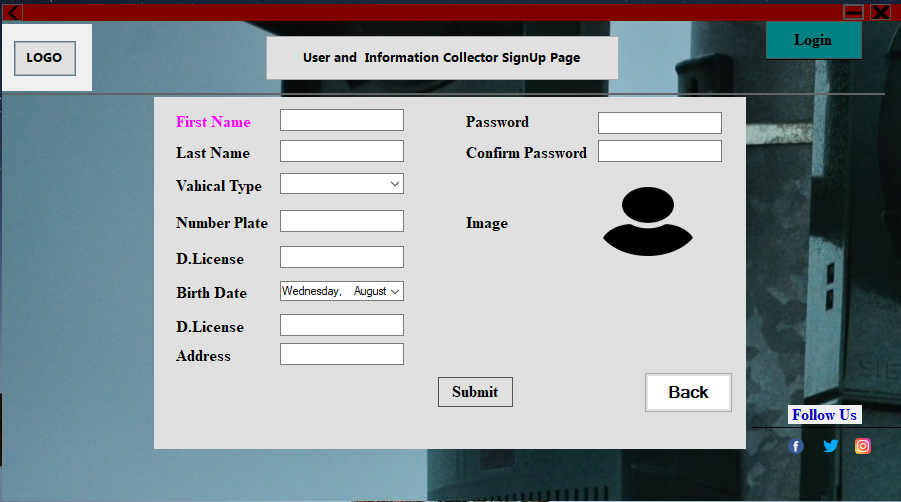 LOGO
User and Information Collector SignUp Page
Login
First Name
Last Name
Vahical Type
Number Plate
D.License
Birth Date
Wednesday, August
D.License
Address
Password
Confirm Password
Image
Submit
Back
Follow Us